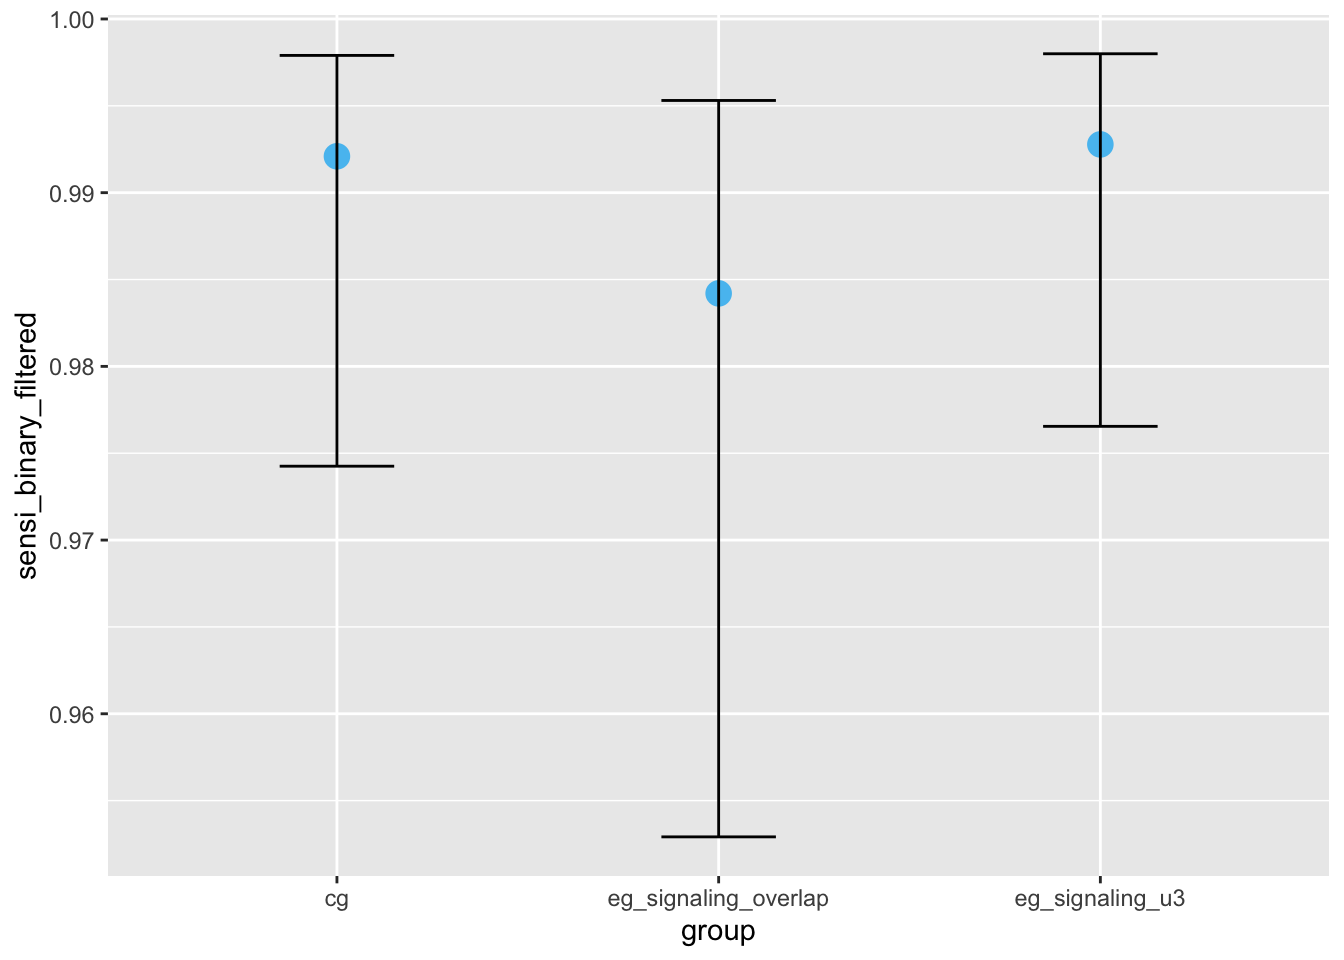 1.00
0.99
0.98
0.97
0.96
sensi_binary_filtered
cg
eg_signaling_overlap
eg_signaling_u3
group